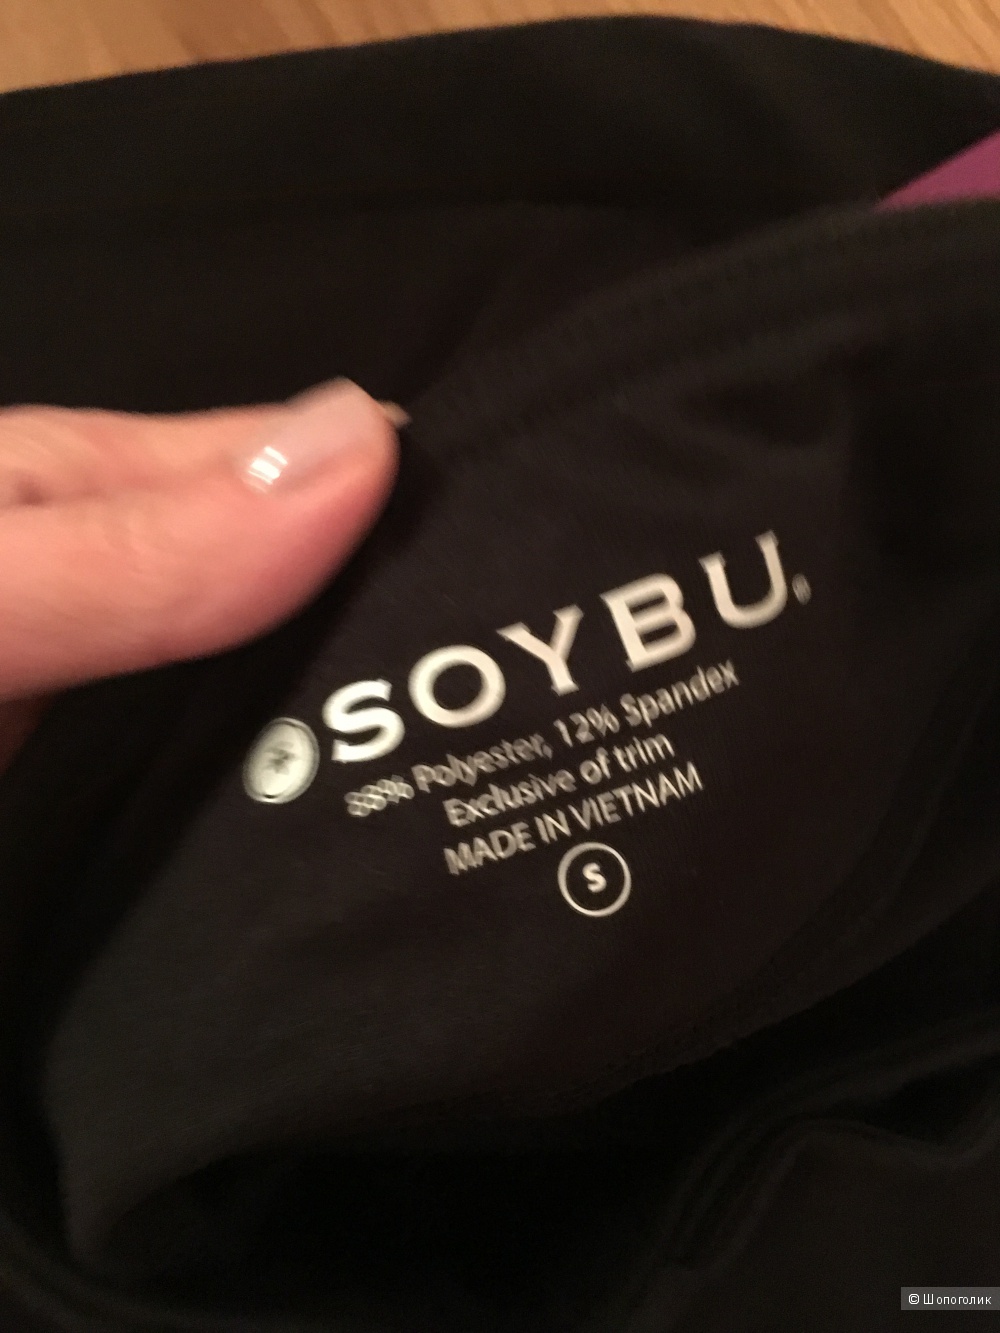 SOYBU®
88% Polyester, 12% Spandex
Exclusive of trim
MADE IN VIETNAM
S
© Шопоголик